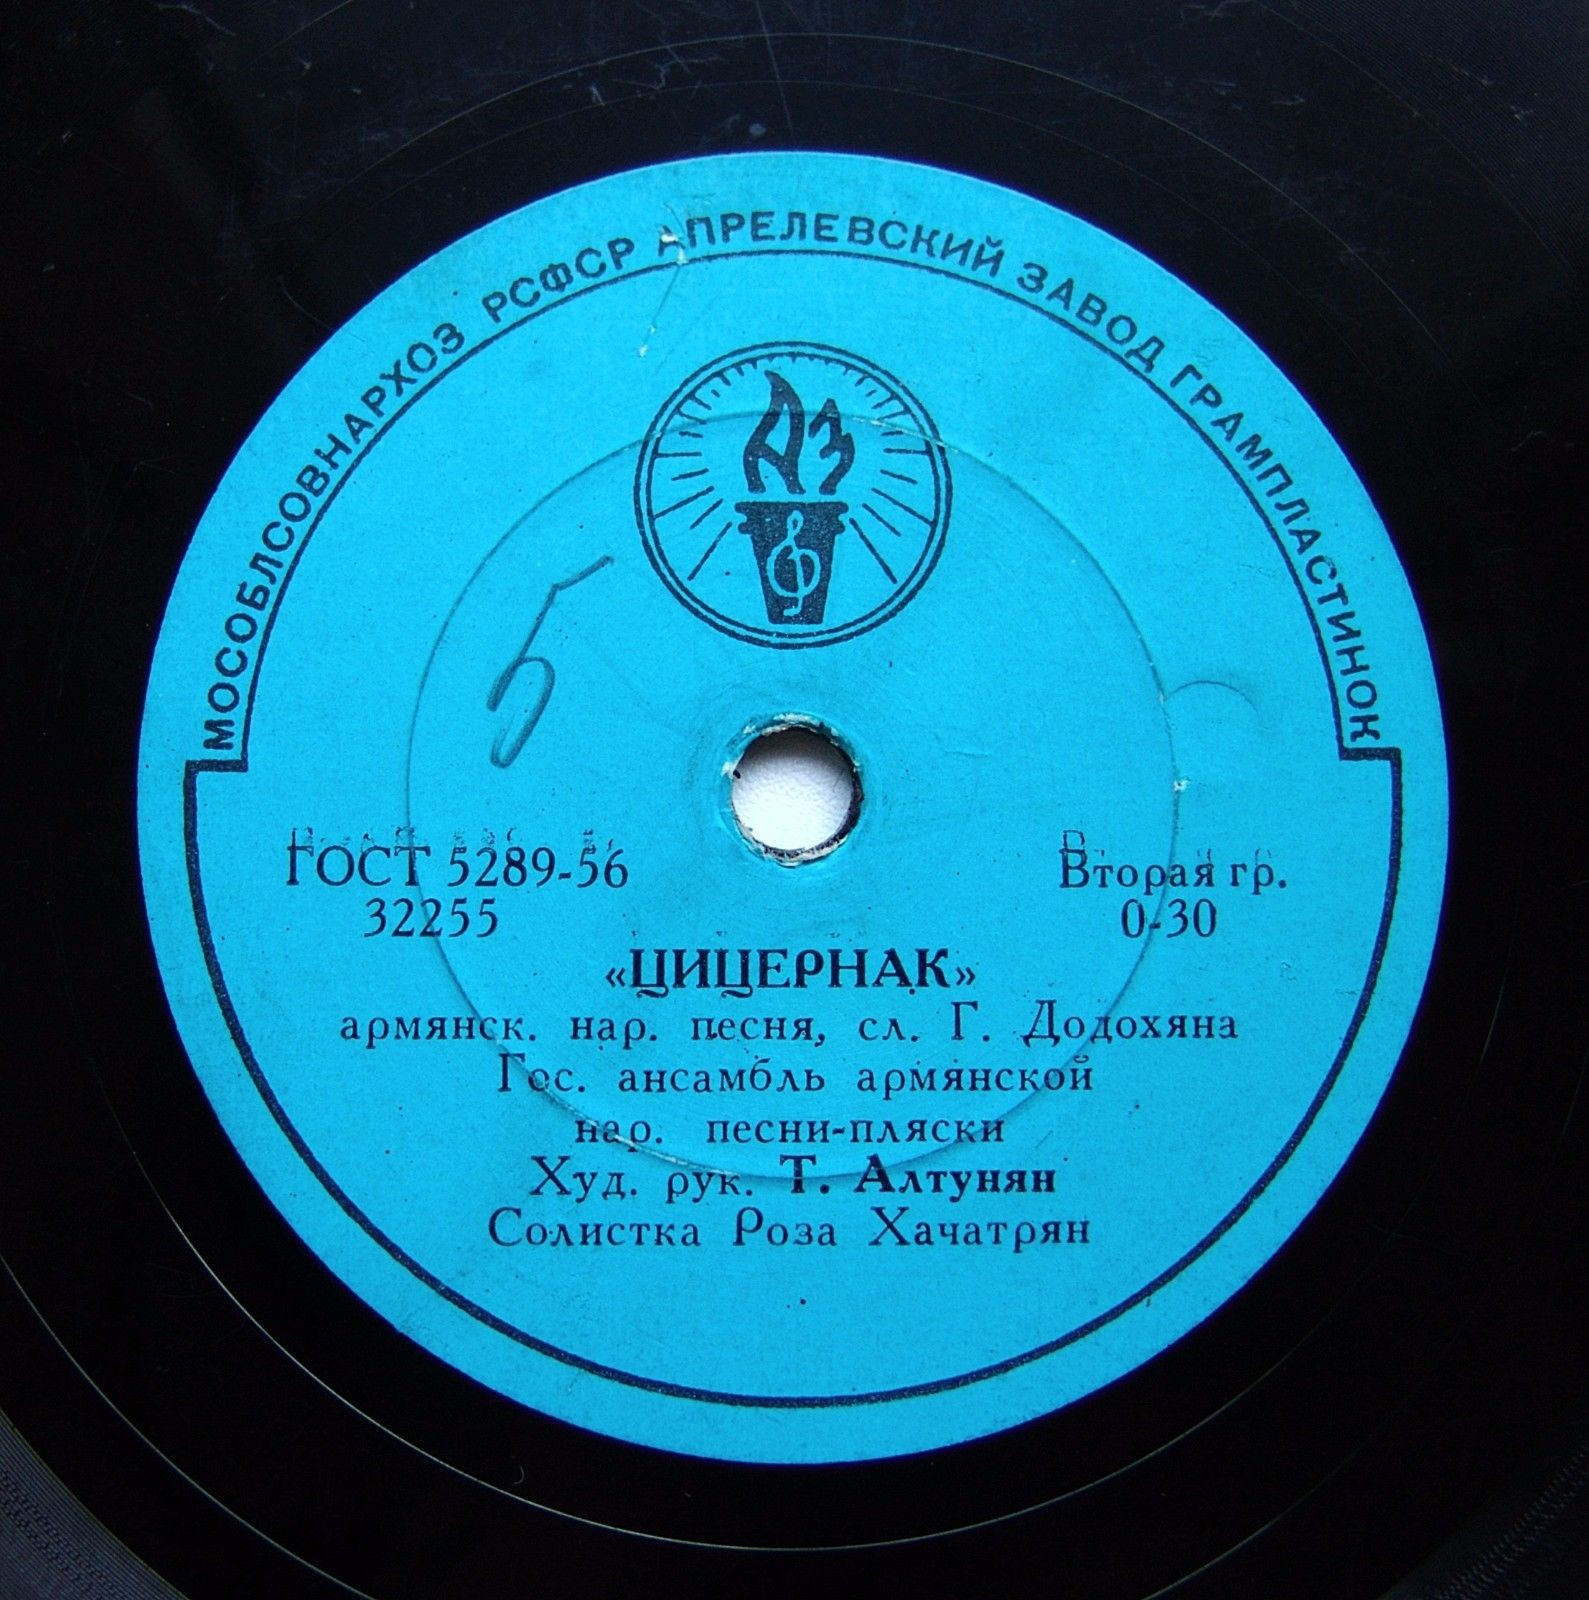 МОСОБЛСОВНАРХОЗ РСФСР АПРЕЛЕВСКИЙ ЗАВОД ГРАМПЛАСТИНОК
АЗ
5
ГОСТ 5289-56
32255
Вторая гр.
0-30
«ЦИЦЕРНАК»
армянск. нар. песня, сл. Г. Додохяна
Гос. ансамбль армянской
нар. песни-пляски
Худ. рук. Т. Алтунян
Солистка Роза Хачатрян